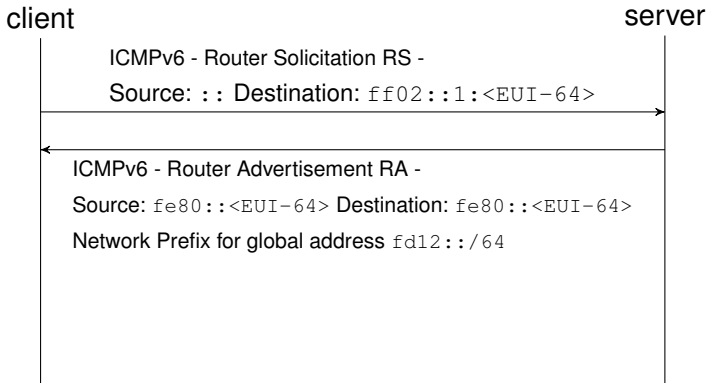 client
server
ICMPv6 - Router Solicitation RS -
Source: :: Destination: ff02::1:<EUI-64>
ICMPv6 - Router Advertisement RA -
Source: fe80::<EUI-64> Destination: fe80::<EUI-64>
Network Prefix for global address fd12::/64